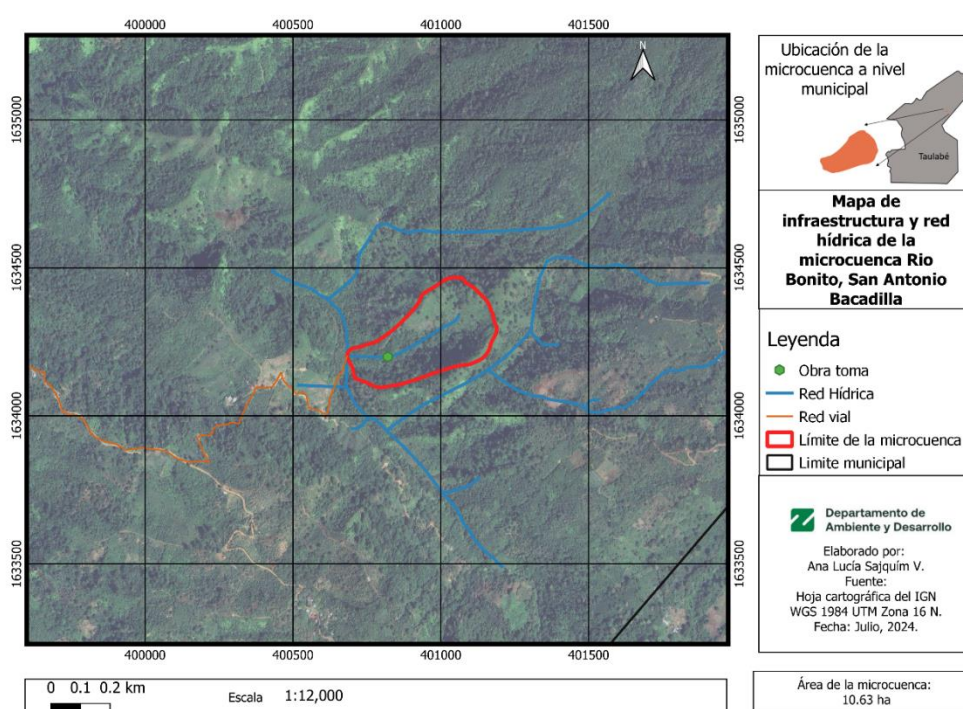 400000 400500 401000 401500
1635000
1634500
1634000
1633500
N
1635000
1634500
1634000
1633500
400000 400500 401000 401500
0 0.1 0.2 km
Escala 1:12,000
Ubicación de la
microcuenca a nivel
municipal
Taulabé
Mapa de
infraestructura y red
hídrica de la
microcuenca Rio
Bonito, San Antonio
Bacadilla
Leyenda
Obra toma
Red Hídrica
Red vial
Límite de la microcuenca
Limite municipal
Departamento de
Ambiente y Desarrollo
Elaborado por:
Ana Lucía Sajquím V.
Fuente:
Hoja cartográfica del IGN
WGS 1984 UTM Zona 16 N.
Fecha: Julio, 2024.
Área de la microcuenca:
10.63 ha